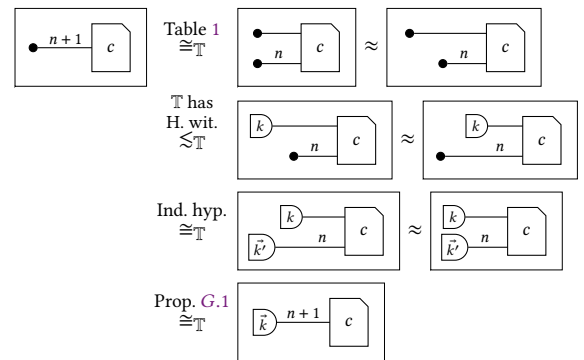 n + 1 c Table 1 ≅𝕋 n c ≈ n c
𝕋 has
H. wit.
≲𝕋 k n c ≈ k n c
Ind. hyp.
≅𝕋 k k⃗′ n c ≈ k k⃗′ n c
Prop. G.1
≅𝕋 k⃗ n + 1 c